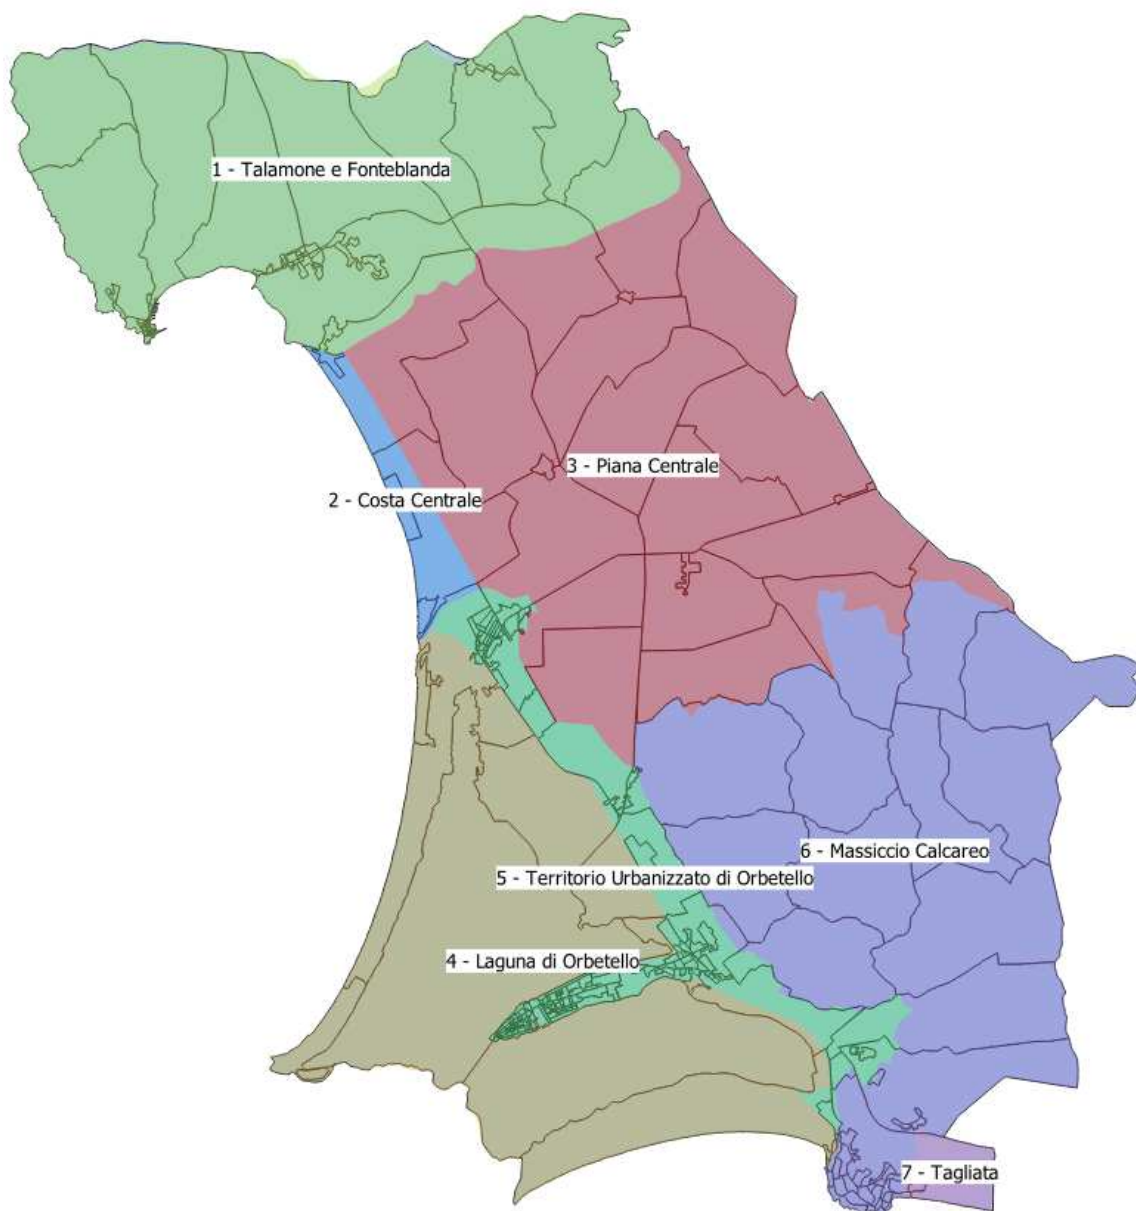 1 - Talamone e Fonteblanda
3 - Piana Centrale
2 - Costa Centrale
6 - Massiccio Calcareo
5 - Territorio Urbanizzato di Orbetello
4 - Laguna di Orbetello
7 - Tagliata